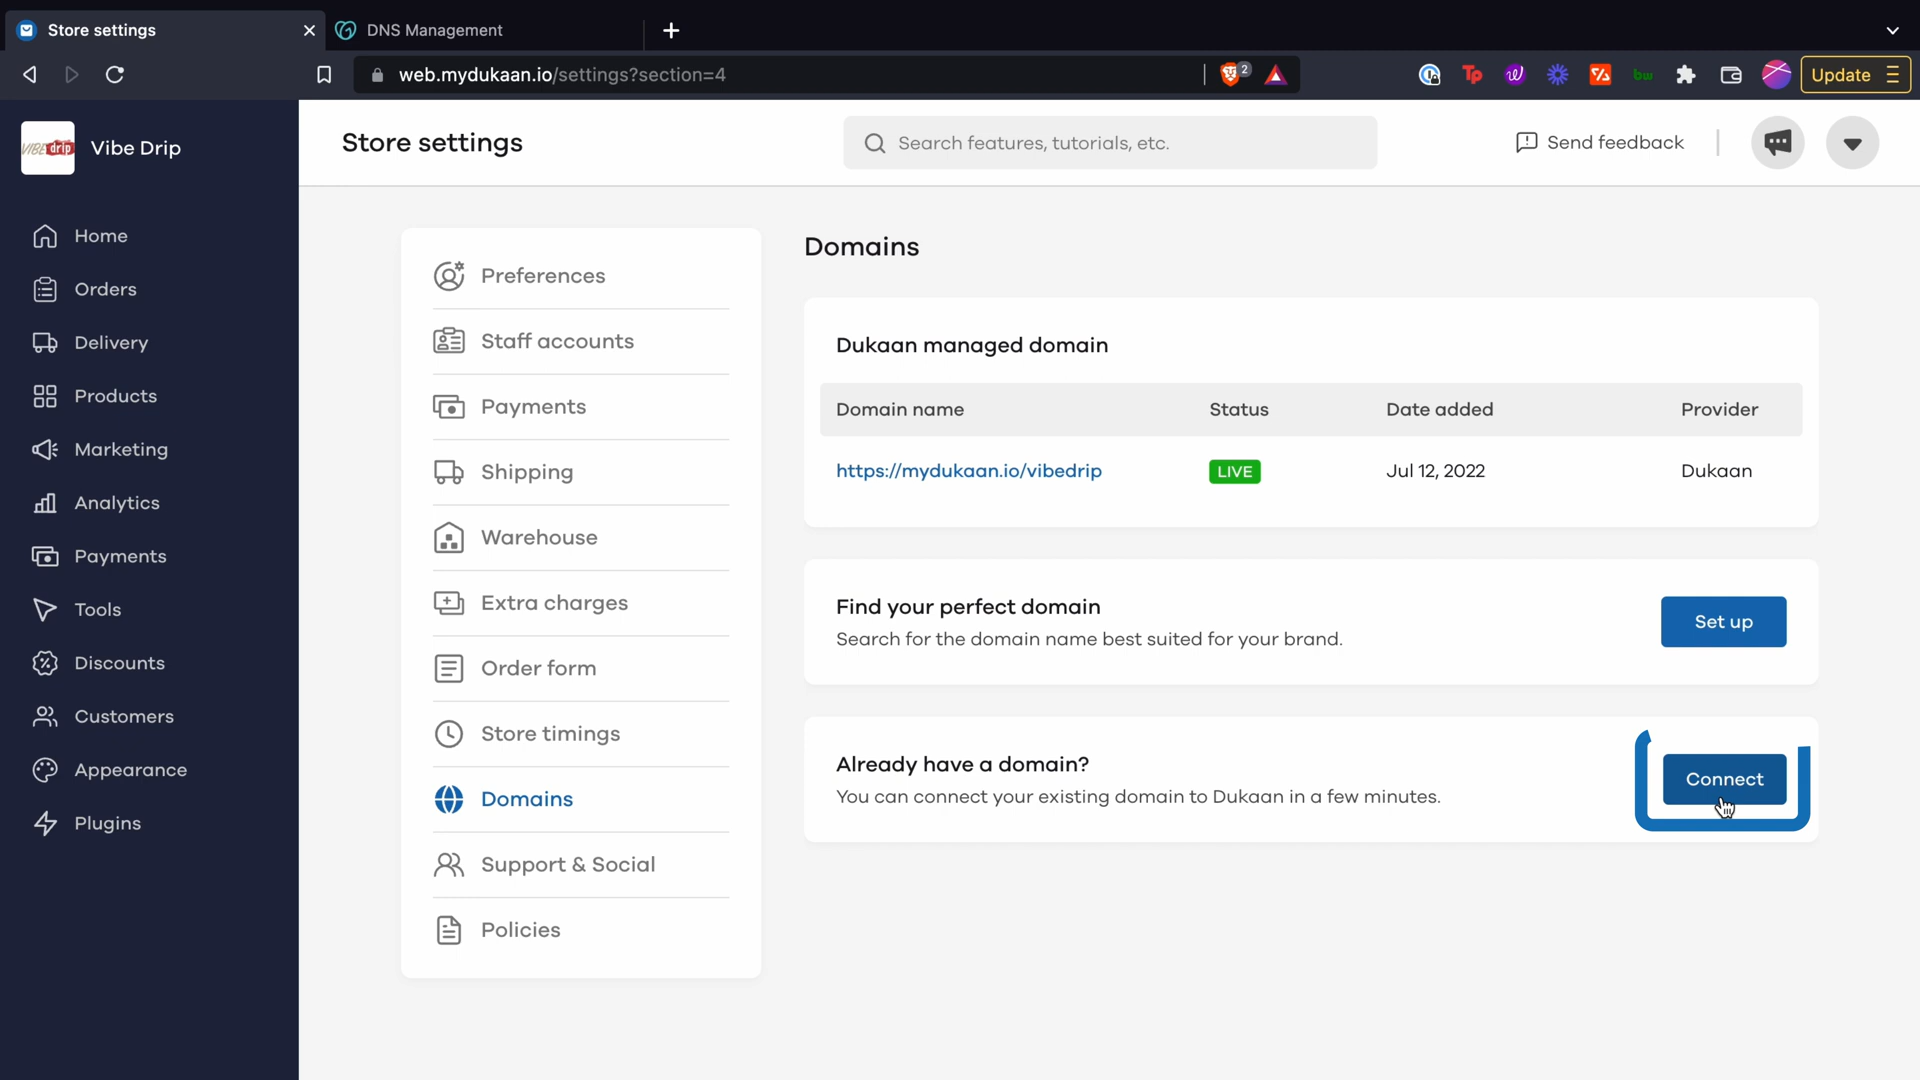 Store settings
DNS Management
web.mydukaan.io/settings?section=4
2
Tp
bw
Update
VIBE drip
Vibe Drip
Store settings
Search features, tutorials, etc.
Send feedback
Home
Orders
Delivery
Products
Marketing
Analytics
Payments
Tools
Discounts
Customers
Appearance
Plugins
Preferences
Staff accounts
Payments
Shipping
Warehouse
Extra charges
Order form
Store timings
Domains
Support & Social
Policies
Domains
Dukaan managed domain
Domain name Status Date added Provider
https://mydukaan.io/vibedrip LIVE Jul 12, 2022 Dukaan
Find your perfect domain
Search for the domain name best suited for your brand.
Set up
Already have a domain?
You can connect your existing domain to Dukaan in a few minutes.
Connect